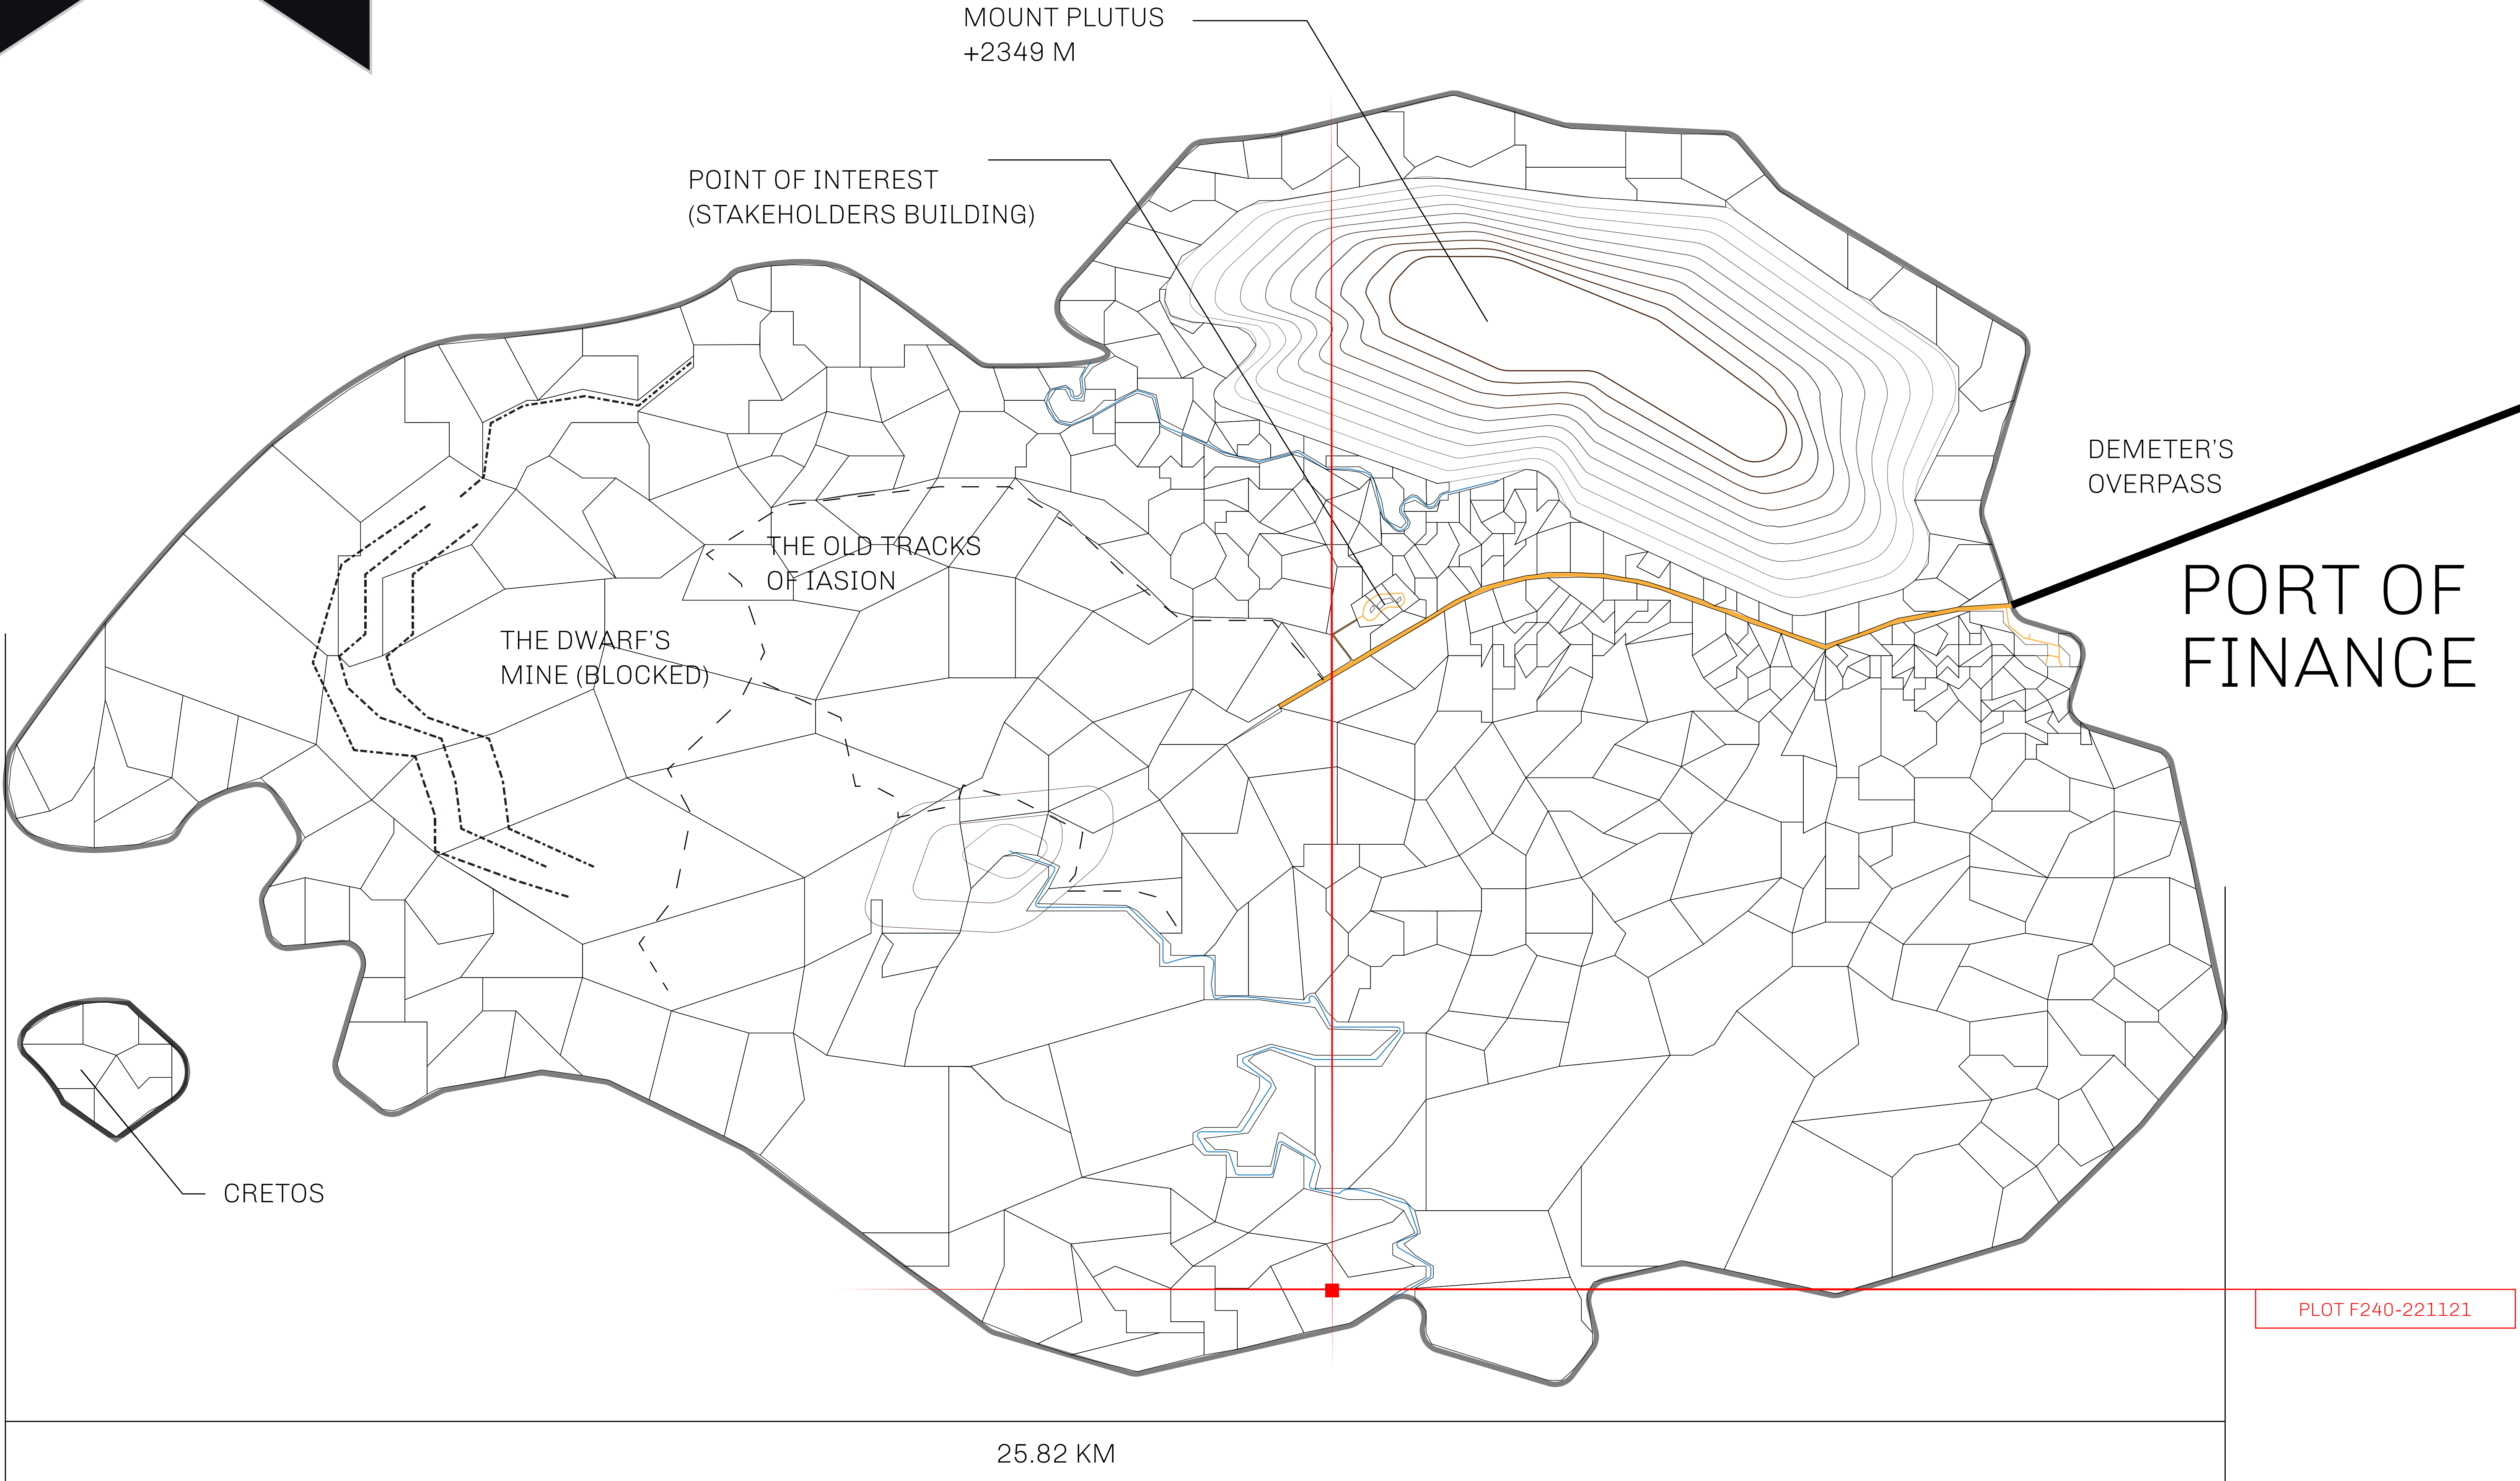 MOUNT PLUTUS
+2349 M
POINT OF INTEREST
(STAKEHOLDERS BUILDING)
DEMETER'S
OVERPASS
THE OLD TRACKS
OF IASION
PORT OF
FINANCE
THE DWARF'S
MINE (BLOCKED)
CRETOS
PLOT F240-221121
25.82 KM